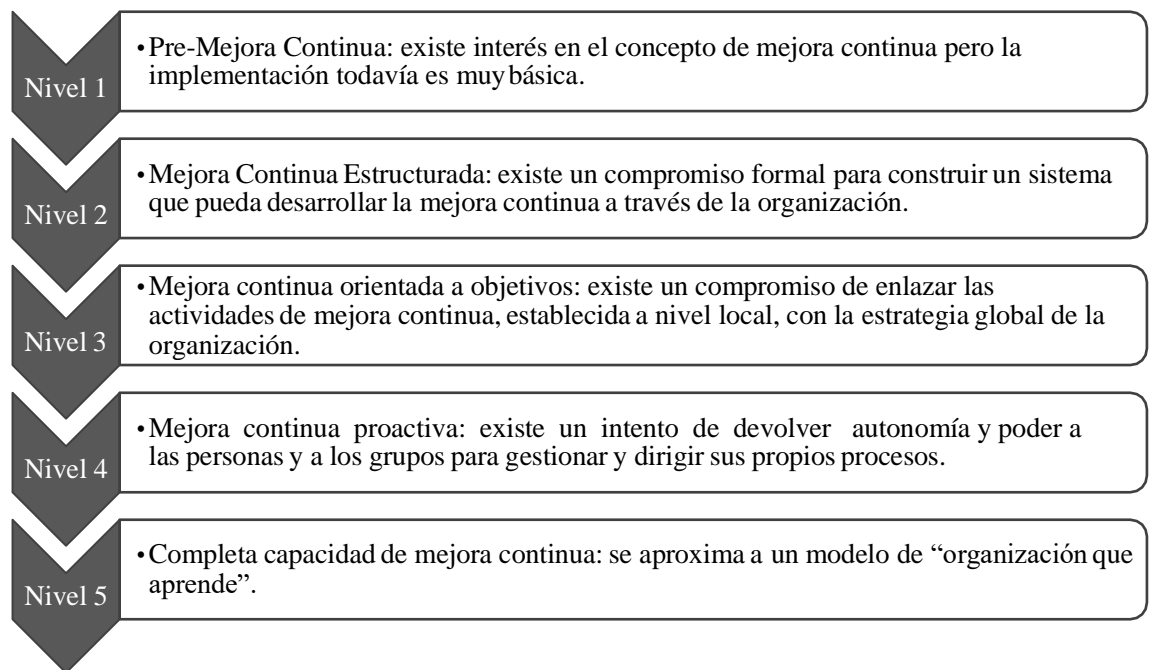 Nivel 1
•Pre-Mejora Continua: existe interés en el concepto de mejora continua pero la
implementación todavía es muy básica.
Nivel 2
•Mejora Continua Estructurada: existe un compromiso formal para construir un sistema
que pueda desarrollar la mejora continua a través de la organización.
Nivel 3
•Mejora continua orientada a objetivos: existe un compromiso de enlazar las
actividades de mejora continua, establecida a nivel local, con la estrategia global de la
organización.
Nivel 4
•Mejora continua proactiva: existe un intento de devolver autonomía y poder a
las personas y a los grupos para gestionar y dirigir sus propios procesos.
Nivel 5
•Completa capacidad de mejora continua: se aproxima a un modelo de “organización que
aprende”.